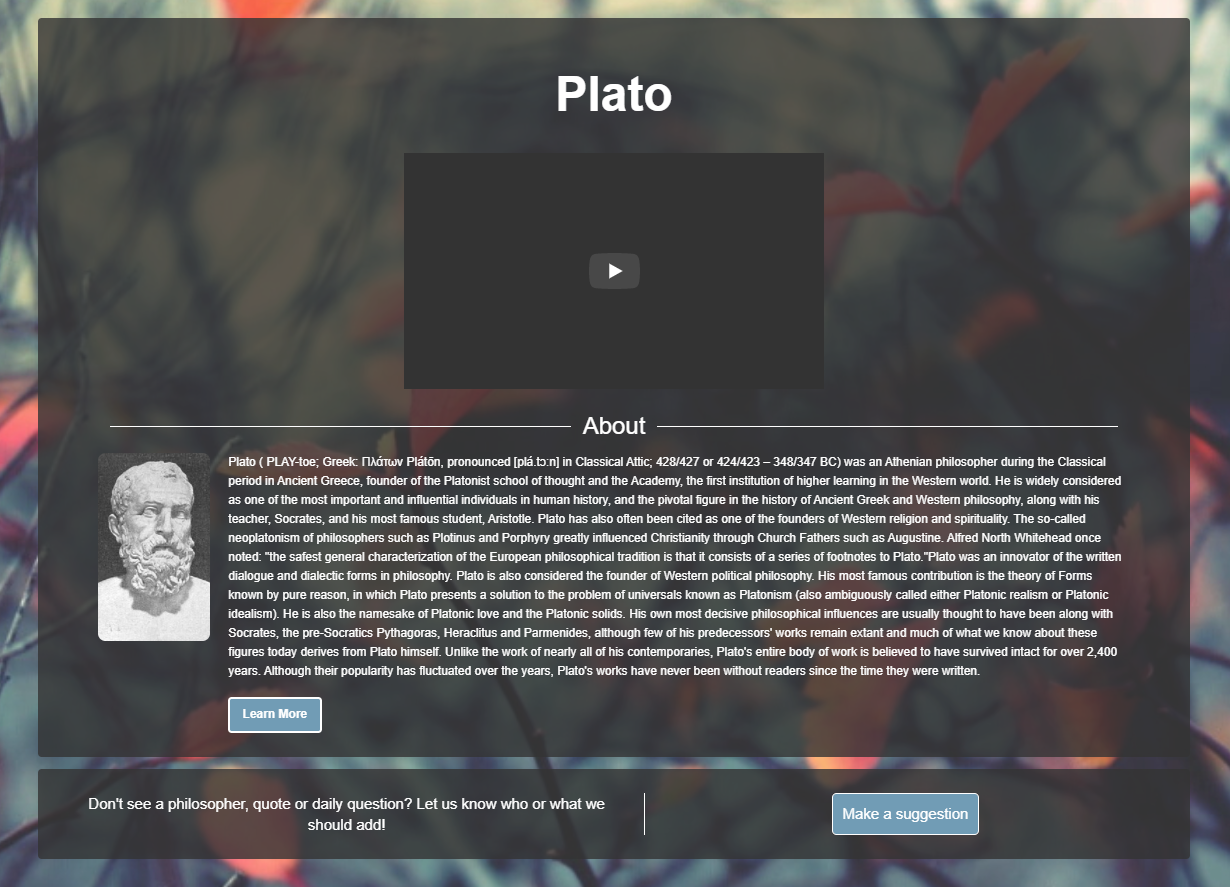 Plato
About
Plato ( PLAY-toe; Greek: Πλάτων Plátōn, pronounced [plá.tɔːn] in Classical Attic; 428/427 or 424/423 – 348/347 BC) was an Athenian philosopher during the Classical
period in Ancient Greece, founder of the Platonist school of thought and the Academy, the first institution of higher learning in the Western world. He is widely considered
as one of the most important and influential individuals in human history, and the pivotal figure in the history of Ancient Greek and Western philosophy, along with his
teacher, Socrates, and his most famous student, Aristotle. Plato has also often been cited as one of the founders of Western religion and spirituality. The so-called
neoplatonism of philosophers such as Plotinus and Porphyry greatly influenced Christianity through Church Fathers such as Augustine. Alfred North Whitehead once
noted: "the safest general characterization of the European philosophical tradition is that it consists of a series of footnotes to Plato."Plato was an innovator of the written
dialogue and dialectic forms in philosophy. Plato is also considered the founder of Western political philosophy. His most famous contribution is the theory of Forms
known by pure reason, in which Plato presents a solution to the problem of universals known as Platonism (also ambiguously called either Platonic realism or Platonic
idealism). He is also the namesake of Platonic love and the Platonic solids. His own most decisive philosophical influences are usually thought to have been along with
Socrates, the pre-Socratics Pythagoras, Heraclitus and Parmenides, although few of his predecessors' works remain extant and much of what we know about these
figures today derives from Plato himself. Unlike the work of nearly all of his contemporaries, Plato's entire body of work is believed to have survived intact for over 2,400
years. Although their popularity has fluctuated over the years, Plato's works have never been without readers since the time they were written.
Learn More
Don't see a philosopher, quote or daily question? Let us know who or what we
should add!
Make a suggestion